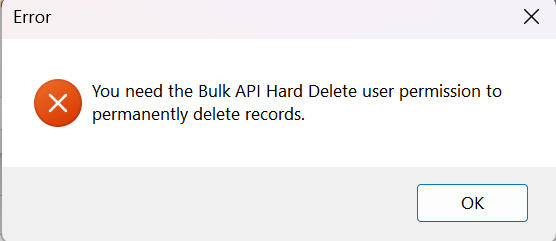 Error
You need the Bulk API Hard Delete user permission to
permanently delete records.
OK